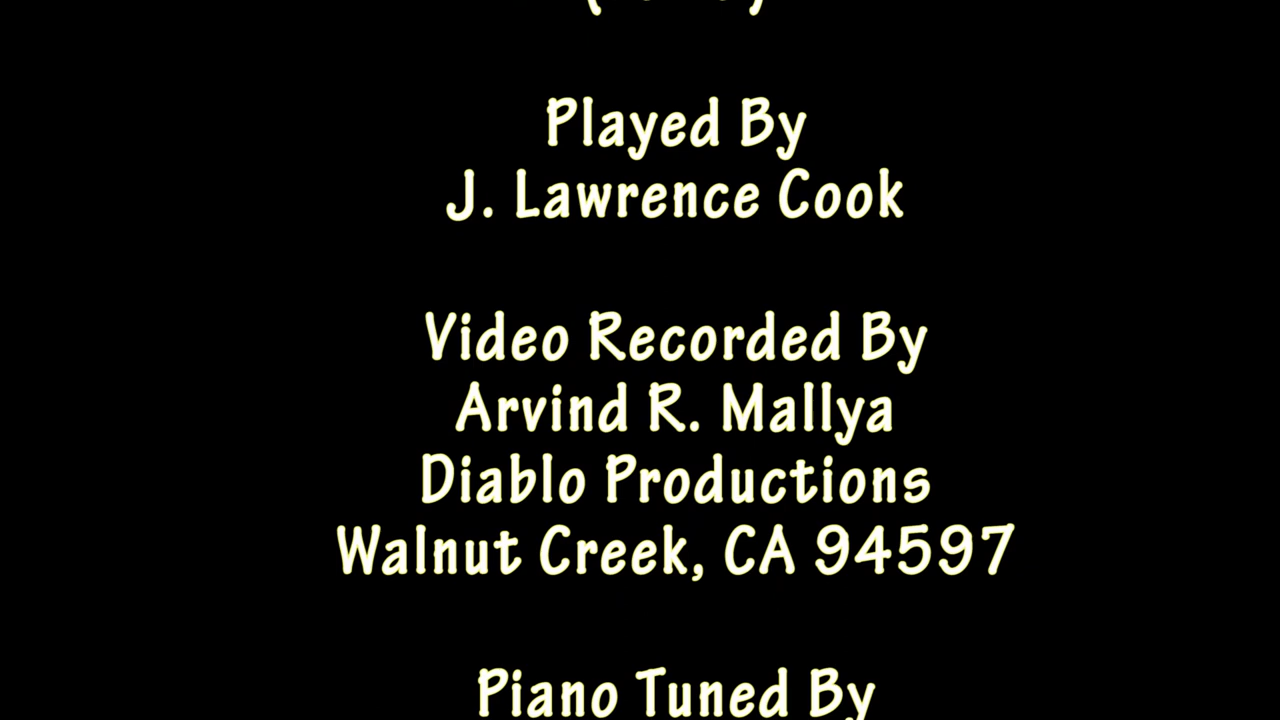 Played By
J. Lawrence Cook
Video Recorded By
Arvind R. Mallya
Diablo Productions
Walnut Creek, CA 94597
Piano Tuned By